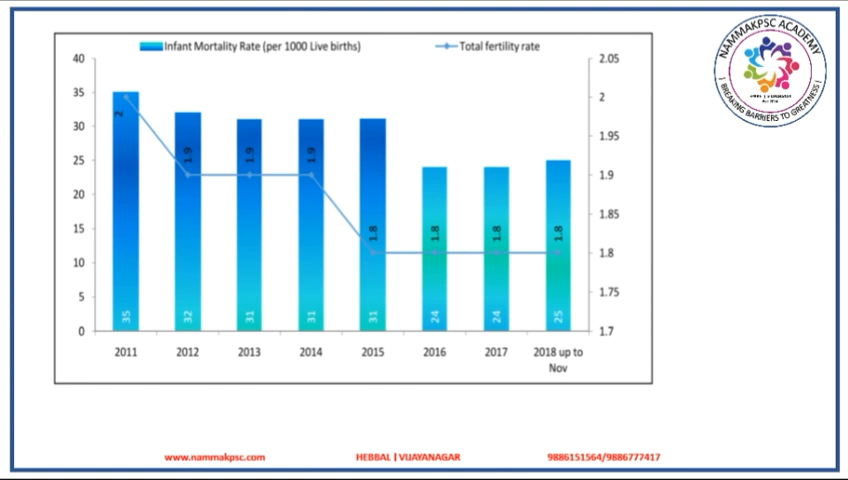 Infant Mortality Rate (per 1000 Live births) Total fertility rate
40 2.05
35 2
30 1.95
25 1.9
20 1.85
15 1.8
10 1.75
5 1.7
0
2 1.9 1.9 1.9 1.8 1.8 1.8 1.8
35 32 31 31 31 24 24 25
2011 2012 2013 2014 2015 2016 2017 2018 up to
Nov
NAMMAKPSC ACADEMY
BREAKING BARRIERS TO GREATNESS
www.nammakpsc.com HEBBAL | VIJAYANAGAR 9886151564/9886777417